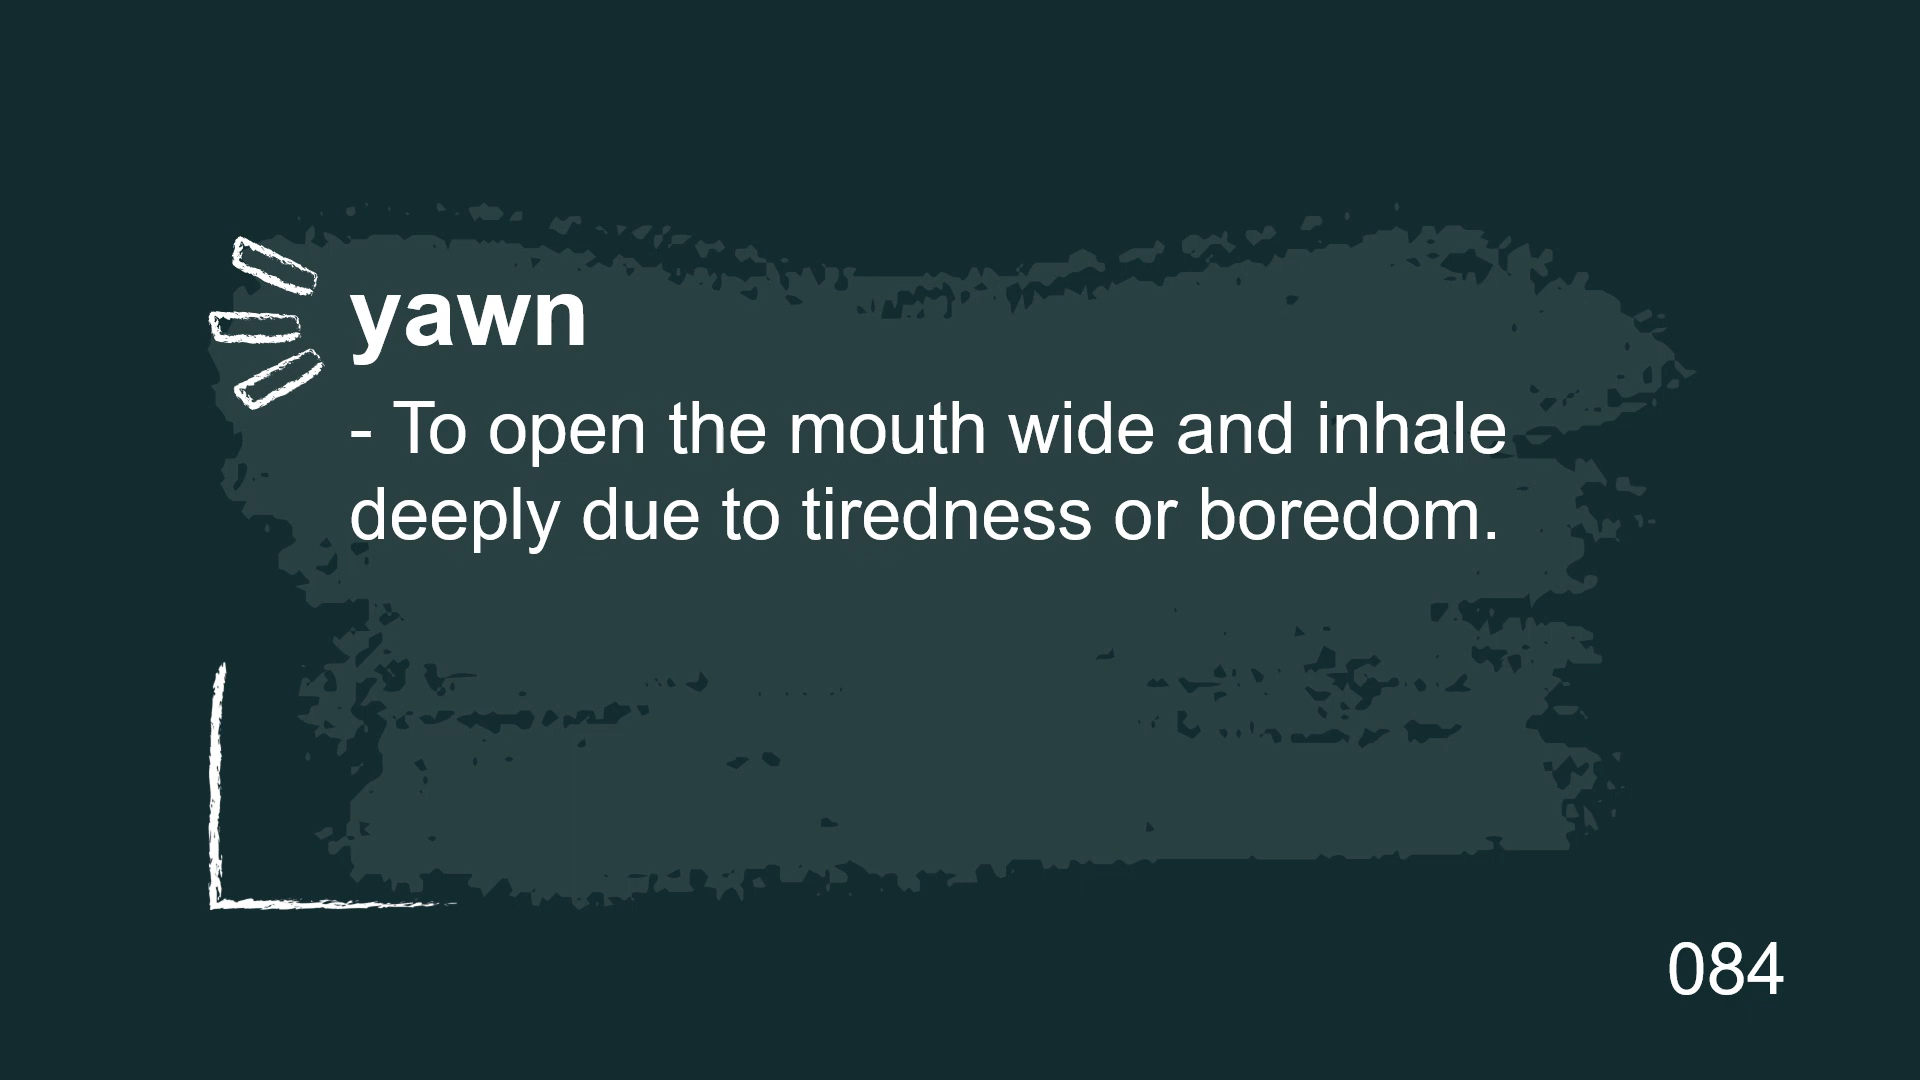 yawn
- To open the mouth wide and inhale
deeply due to tiredness or boredom.
084